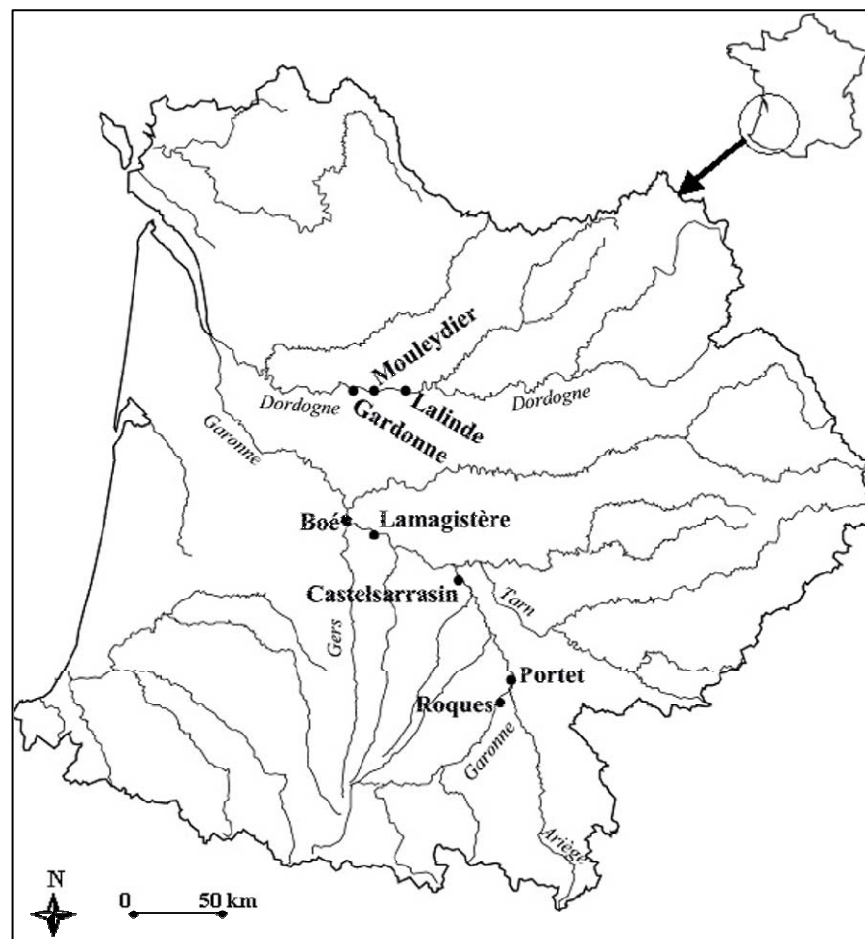 Mouleydier
Dordogne
Gardonne
Lalinde
Dordogne
Garonne
Boé
Lamagistère
Castelsarrasin
Tarn
Gers
Portet
Roques
Garonne
Ariège
N
0 50 km